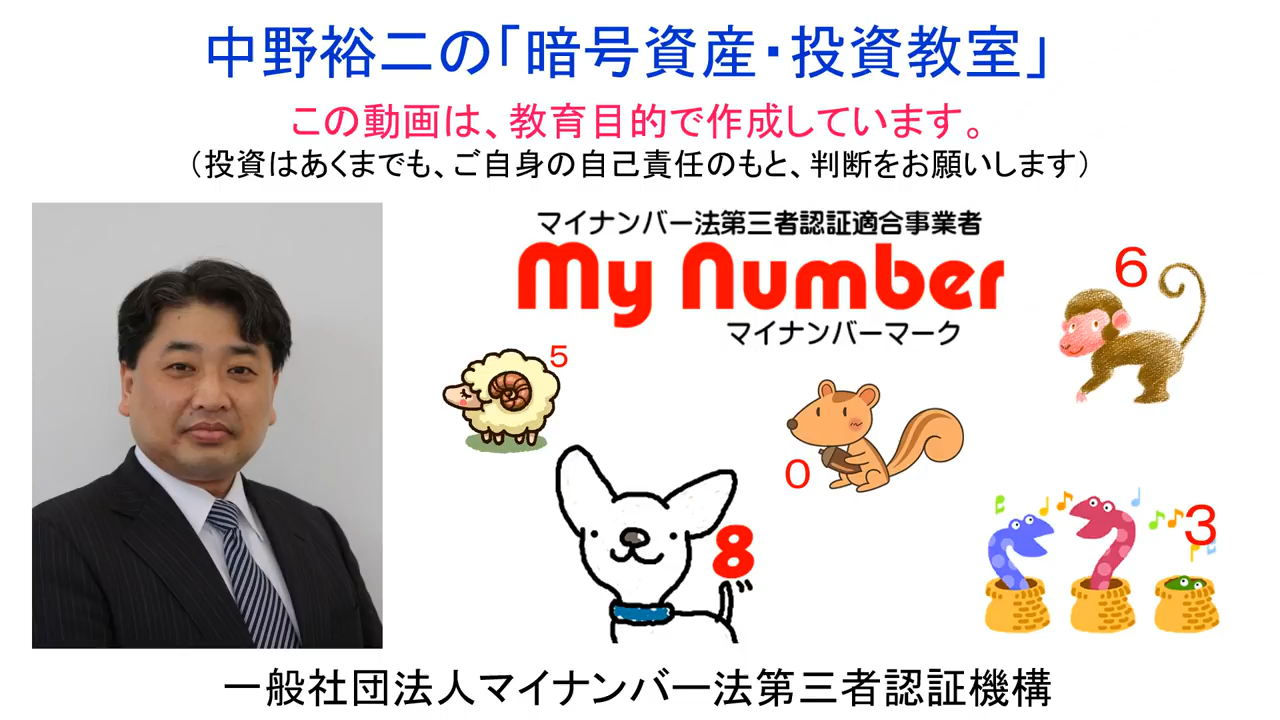 中野裕二の「暗号資産・投資教室」
この動画は、教育目的で作成しています。
（投資はあくまでも、ご自身の自己責任のもと、判断をお願いします）
マイナンバー法第三者認証適合事業者
My Number
マイナンバーマーク
6
5
0
3
8
一般社団法人マイナンバー法第三者認証機構